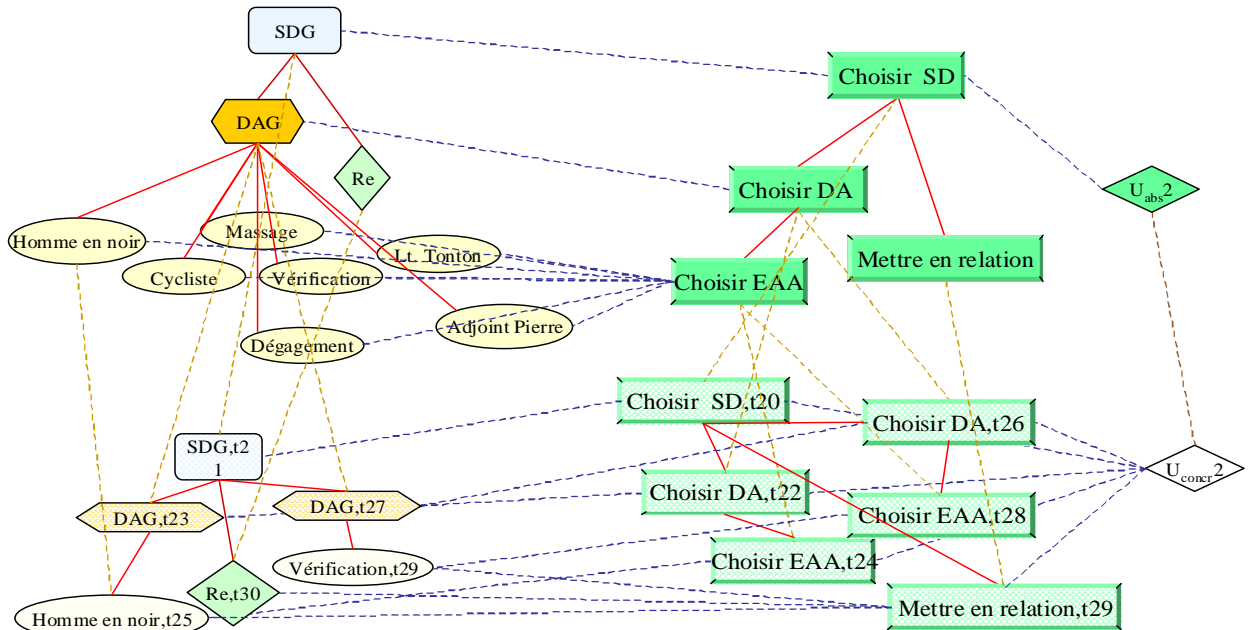 SDG
Choisir SD
DAG
Re
Choisir DA
U_abs2
Homme en noir
Massage
Lt. Tonton
Mettre en relation
Cycliste
Vérification
Choisir EAA
Adjoint Pierre
Dégagement
Choisir SD,t20
Choisir DA,t26
SDG,t2
1
U_concr2
Choisir DA,t22
DAG,t23
DAG,t27
Choisir EAA,t28
Choisir EAA,t24
Vérification,t29
Re,t30
Mettre en relation,t29
Homme en noir,t25